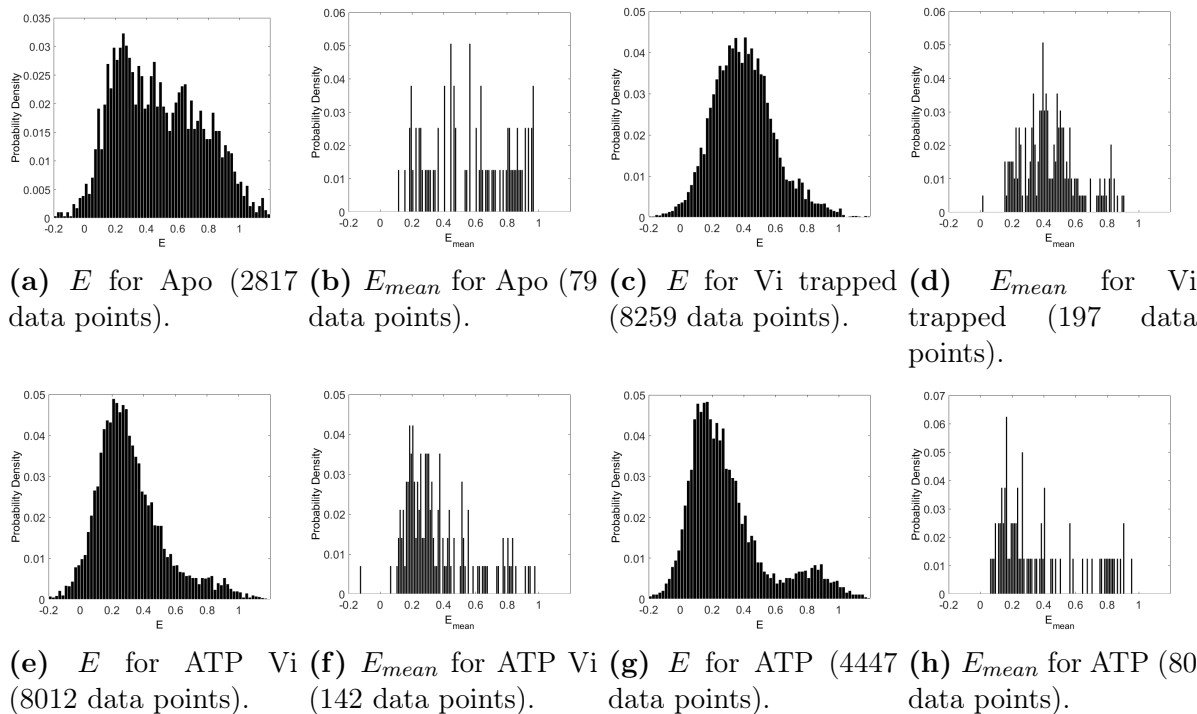 0.035
0.03
0.025
0.02
0.015
0.01
0.005
0
-0.2 0 0.2 0.4 0.6 0.8 1
E
Probability Density
0.06
0.05
0.04
0.03
0.02
0.01
0
-0.2 0 0.2 0.4 0.6 0.8 1
E_mean
Probability Density
0.05
0.04
0.03
0.02
0.01
0
-0.2 0 0.2 0.4 0.6 0.8 1
E
Probability Density
0.06
0.05
0.04
0.03
0.02
0.01
0
-0.2 0 0.2 0.4 0.6 0.8 1
E_mean
Probability Density
(a) E for Apo (2817
data points).
(b) E_mean for Apo (79
data points).
(c) E for Vi trapped
(8259 data points).
(d) E_mean for Vi
trapped (197 data
points).
0.05
0.04
0.03
0.02
0.01
0
-0.2 0 0.2 0.4 0.6 0.8 1
E
Probability Density
0.06
0.05
0.04
0.03
0.02
0.01
0
-0.2 0 0.2 0.4 0.6 0.8 1
E_mean
Probability Density
0.05
0.04
0.03
0.02
0.01
0
-0.2 0 0.2 0.4 0.6 0.8 1
E
Probability Density
0.07
0.06
0.05
0.04
0.03
0.02
0.01
0
-0.2 0 0.2 0.4 0.6 0.8 1
E_mean
Probability Density
(e) E for ATP Vi
(8012 data points).
(f) E_mean for ATP Vi
(142 data points).
(g) E for ATP (4447
data points).
(h) E_mean for ATP (80
data points).